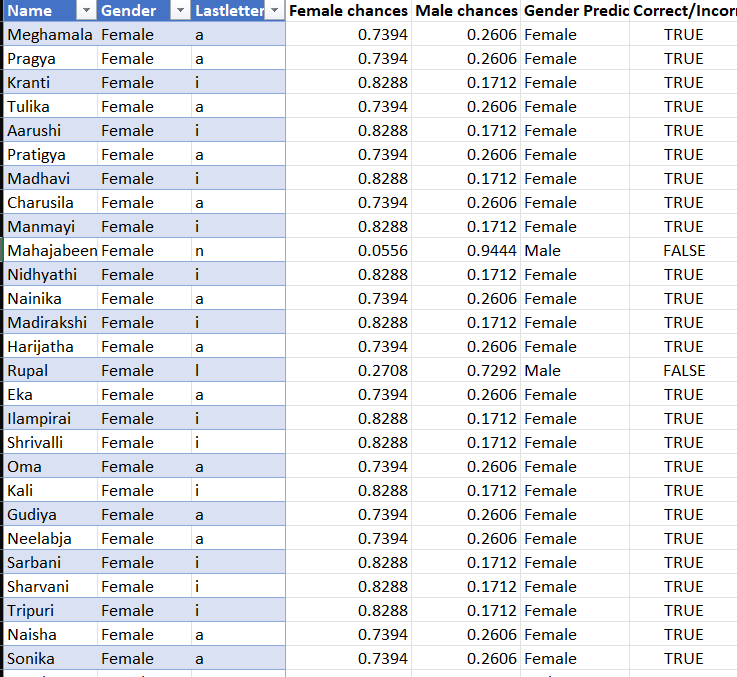 Name Gender Lastletter Female chances Male chances Gender Predic Correct/Incorr
Meghamala Female a 0.7394 0.2606 Female TRUE
Pragya Female a 0.7394 0.2606 Female TRUE
Kranti Female i 0.8288 0.1712 Female TRUE
Tulika Female a 0.7394 0.2606 Female TRUE
Aarushi Female i 0.8288 0.1712 Female TRUE
Pratigya Female a 0.7394 0.2606 Female TRUE
Madhavi Female i 0.8288 0.1712 Female TRUE
Charusila Female a 0.7394 0.2606 Female TRUE
Manmayi Female i 0.8288 0.1712 Female TRUE
Mahajabeen Female n 0.0556 0.9444 Male FALSE
Nidhyathi Female i 0.8288 0.1712 Female TRUE
Nainika Female a 0.7394 0.2606 Female TRUE
Madirakshi Female i 0.8288 0.1712 Female TRUE
Harijatha Female a 0.7394 0.2606 Female TRUE
Rupal Female l 0.2708 0.7292 Male FALSE
Eka Female a 0.7394 0.2606 Female TRUE
Ilampirai Female i 0.8288 0.1712 Female TRUE
Shrivalli Female i 0.8288 0.1712 Female TRUE
Oma Female a 0.7394 0.2606 Female TRUE
Kali Female i 0.8288 0.1712 Female TRUE
Gudiya Female a 0.7394 0.2606 Female TRUE
Neelabja Female a 0.7394 0.2606 Female TRUE
Sarbani Female i 0.8288 0.1712 Female TRUE
Sharvani Female i 0.8288 0.1712 Female TRUE
Tripuri Female i 0.8288 0.1712 Female TRUE
Naisha Female a 0.7394 0.2606 Female TRUE
Sonika Female a 0.7394 0.2606 Female TRUE